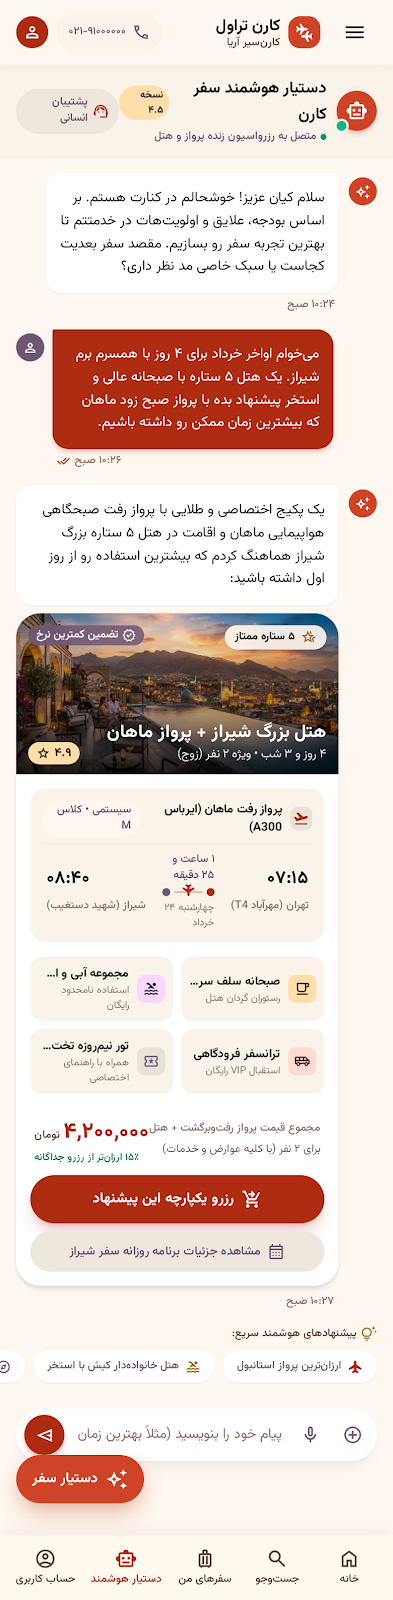 کارن تراول
کارن‌سیر آریا
۰۲۱-۹۱۰۰۰۰۰۰
دستیار هوشمند سفر
کارن
نسخه
۴.۵
پشتیبان
انسانی
متصل به رزرواسیون زنده پرواز و هتل
سلام کیان عزیز! خوشحالم در کنارت هستم. بر
اساس بودجه، علایق و اولویت‌هات در خدمتتم تا
بهترین تجربه سفر رو بسازیم. مقصد سفر بعدیت
کجاست یا سبک خاصی مد نظر داری؟
۱۰:۲۴ صبح
می‌خوام اواخر خرداد برای ۴ روز با همسرم برم
شیراز. یک هتل ۵ ستاره با صبحانه عالی و
استخر پیشنهاد بده با پرواز صبح زود ماهان
که بیشترین زمان ممکن رو داشته باشیم.
۱۰:۲۶ صبح
یک پکیج اختصاصی و طلایی با پرواز رفت صبحگاهی
هواپیمایی ماهان و اقامت در هتل ۵ ستاره بزرگ
شیراز هماهنگ کردم که بیشترین استفاده رو از روز
اول داشته باشید:
۵ ستاره ممتاز
تضمین کمترین نرخ
هتل بزرگ شیراز + پرواز ماهان
۴ روز و ۳ شب • ویژه ۲ نفر (زوج)
۴.۹
پرواز رفت ماهان (ایرباس
A300)
سیستمی • کلاس
M
۰۷:۱۵
تهران (مهرآباد T4)
۱ ساعت و
۲۵ دقیقه
چهارشنبه ۲۴
خرداد
۰۸:۴۰
شیراز (شهید دستغیب)
صبحانه سلف سر...
رستوران گردان هتل
مجموعه آبی و ا...
استفاده نامحدود
رایگان
ترانسفر فرودگاهی
استقبال VIP رایگان
تور نیم‌روزه تخت...
همراه با راهنمای
اختصاصی
مجموع قیمت پرواز رفت‌وبرگشت + هتل
برای ۲ نفر (با کلیه عوارض و خدمات)
۴,۲۰۰,۰۰۰ تومان
۱۵٪ ارزان‌تر از رزرو جداگانه
رزرو یکپارچه این پیشنهاد
مشاهده جزئیات برنامه روزانه سفر شیراز
۱۰:۲۷ صبح
پیشنهادهای هوشمند سریع:
ارزان‌ترین پرواز استانبول
هتل خانواده‌دار کیش با استخر
پیام خود را بنویسید (مثلاً بهترین زمان
دستیار سفر
خانه
جست‌وجو
سفرهای من
دستیار هوشمند
حساب کاربری